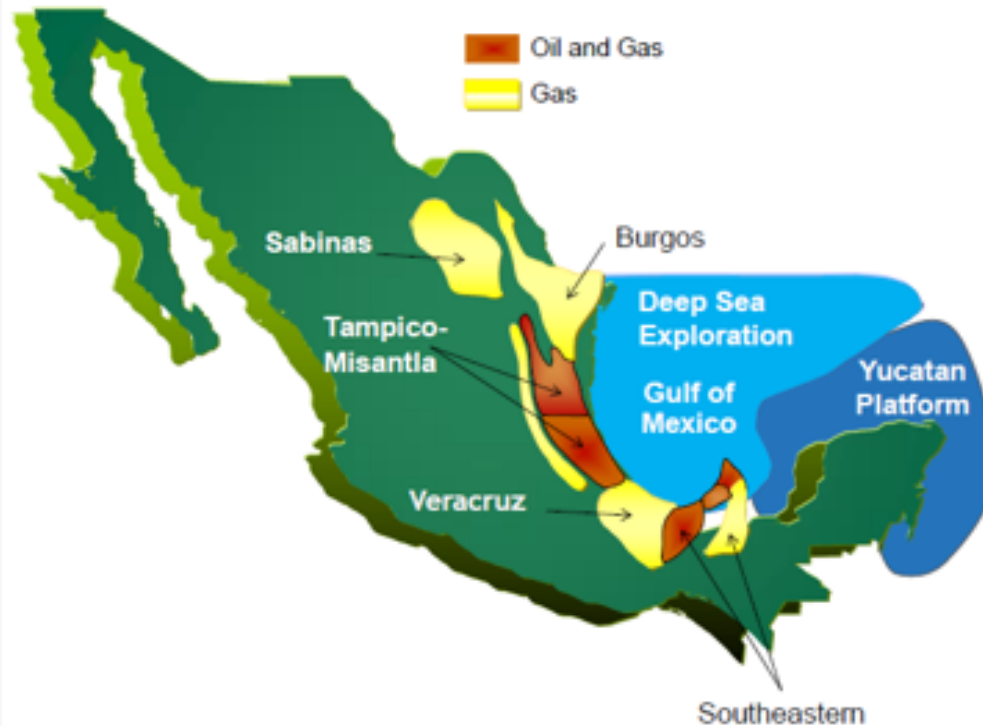 Oil and Gas
Gas
Sabinas
Burgos
Tampico-
Misantla
Deep Sea
Exploration
Gulf of
Mexico
Yucatan
Platform
Veracruz
Southeastern